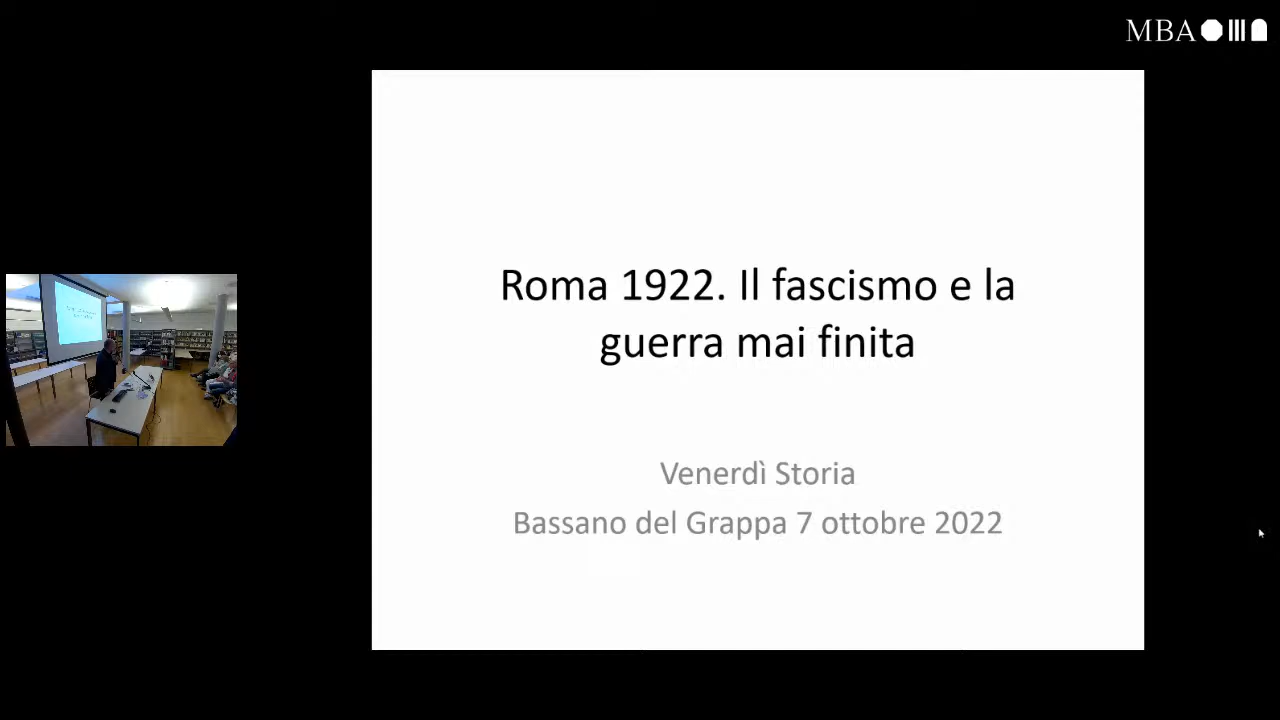 MBA
Roma 1922. Il fascismo e la
guerra mai finita
Venerdì Storia
Bassano del Grappa 7 ottobre 2022